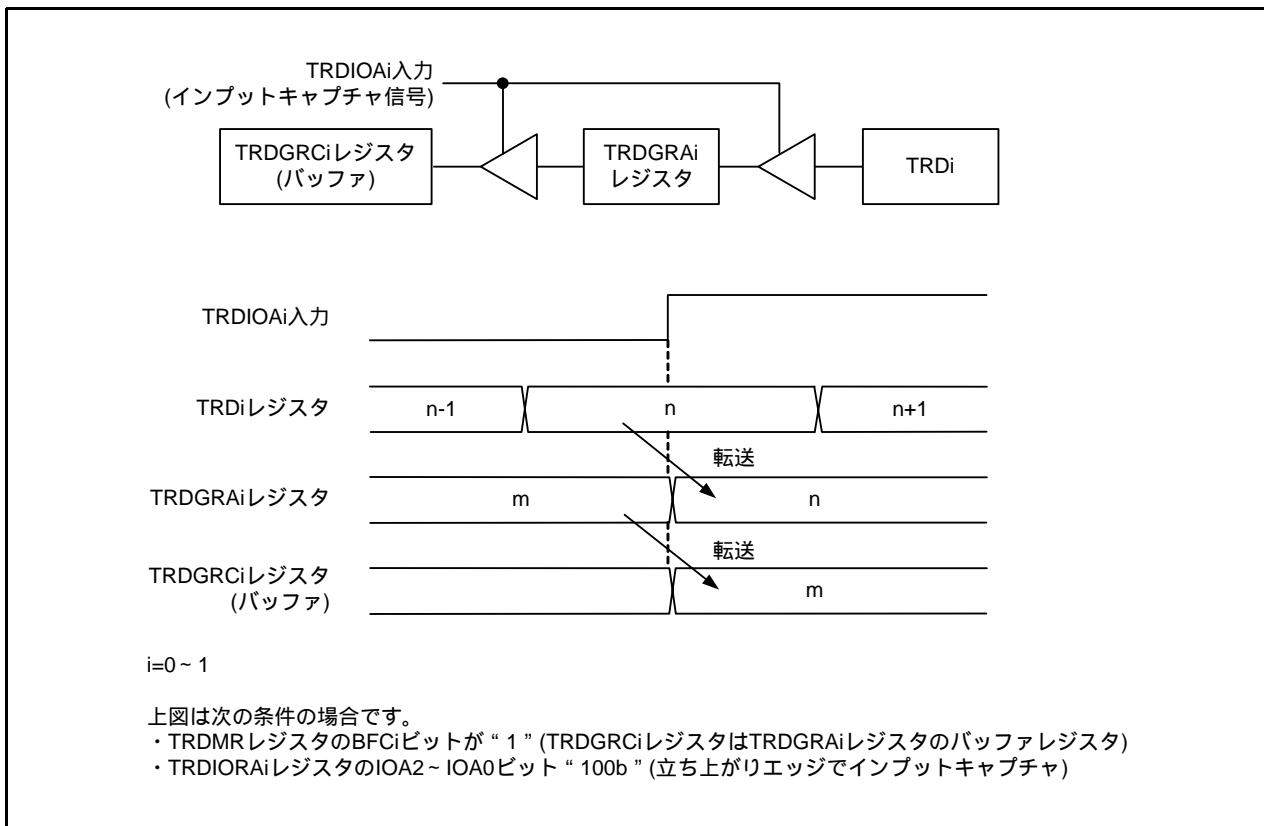 TRDIOAi入力
(インプットキャプチャ信号)
TRDGRCiレジスタ
(バッファ)
TRDGRAi
レジスタ
TRDi
TRDIOAi入力
TRDiレジスタ
n-1
n
n+1
転送
TRDGRAiレジスタ
m
n
転送
TRDGRCiレジスタ
(バッファ)
m
i=0~1
上図は次の条件の場合です。
・TRDMRレジスタのBFCiビットが“1”(TRDGRCiレジスタはTRDGRAiレジスタのバッファレジスタ)
・TRDIORAiレジスタのIOA2~IOA0ビット“100b”(立ち上がりエッジでインプットキャプチャ)